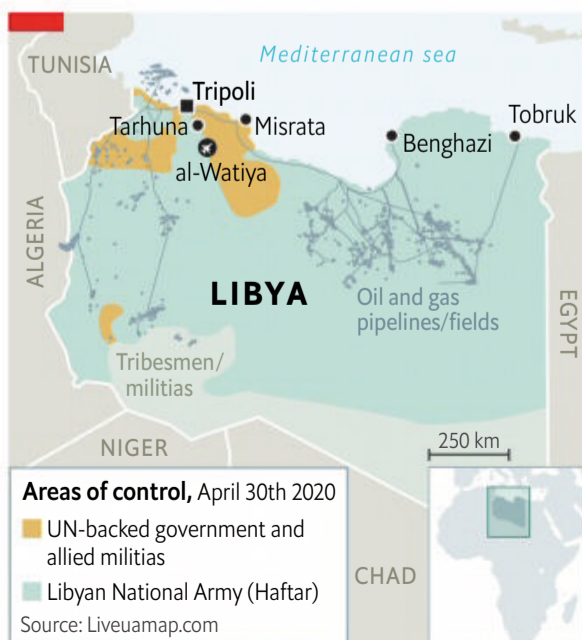 Mediterranean sea
TUNISIA
Tripoli
Tarhuna
Misrata
Tobruk
Benghazi
al-Watiya
ALGERIA
LIBYA
Oil and gas
pipelines/fields
EGYPT
Tribesmen/
militias
NIGER
250 km
Areas of control, April 30th 2020
UN-backed government and
allied militias
Libyan National Army (Haftar)
Source: Liveuamap.com
CHAD